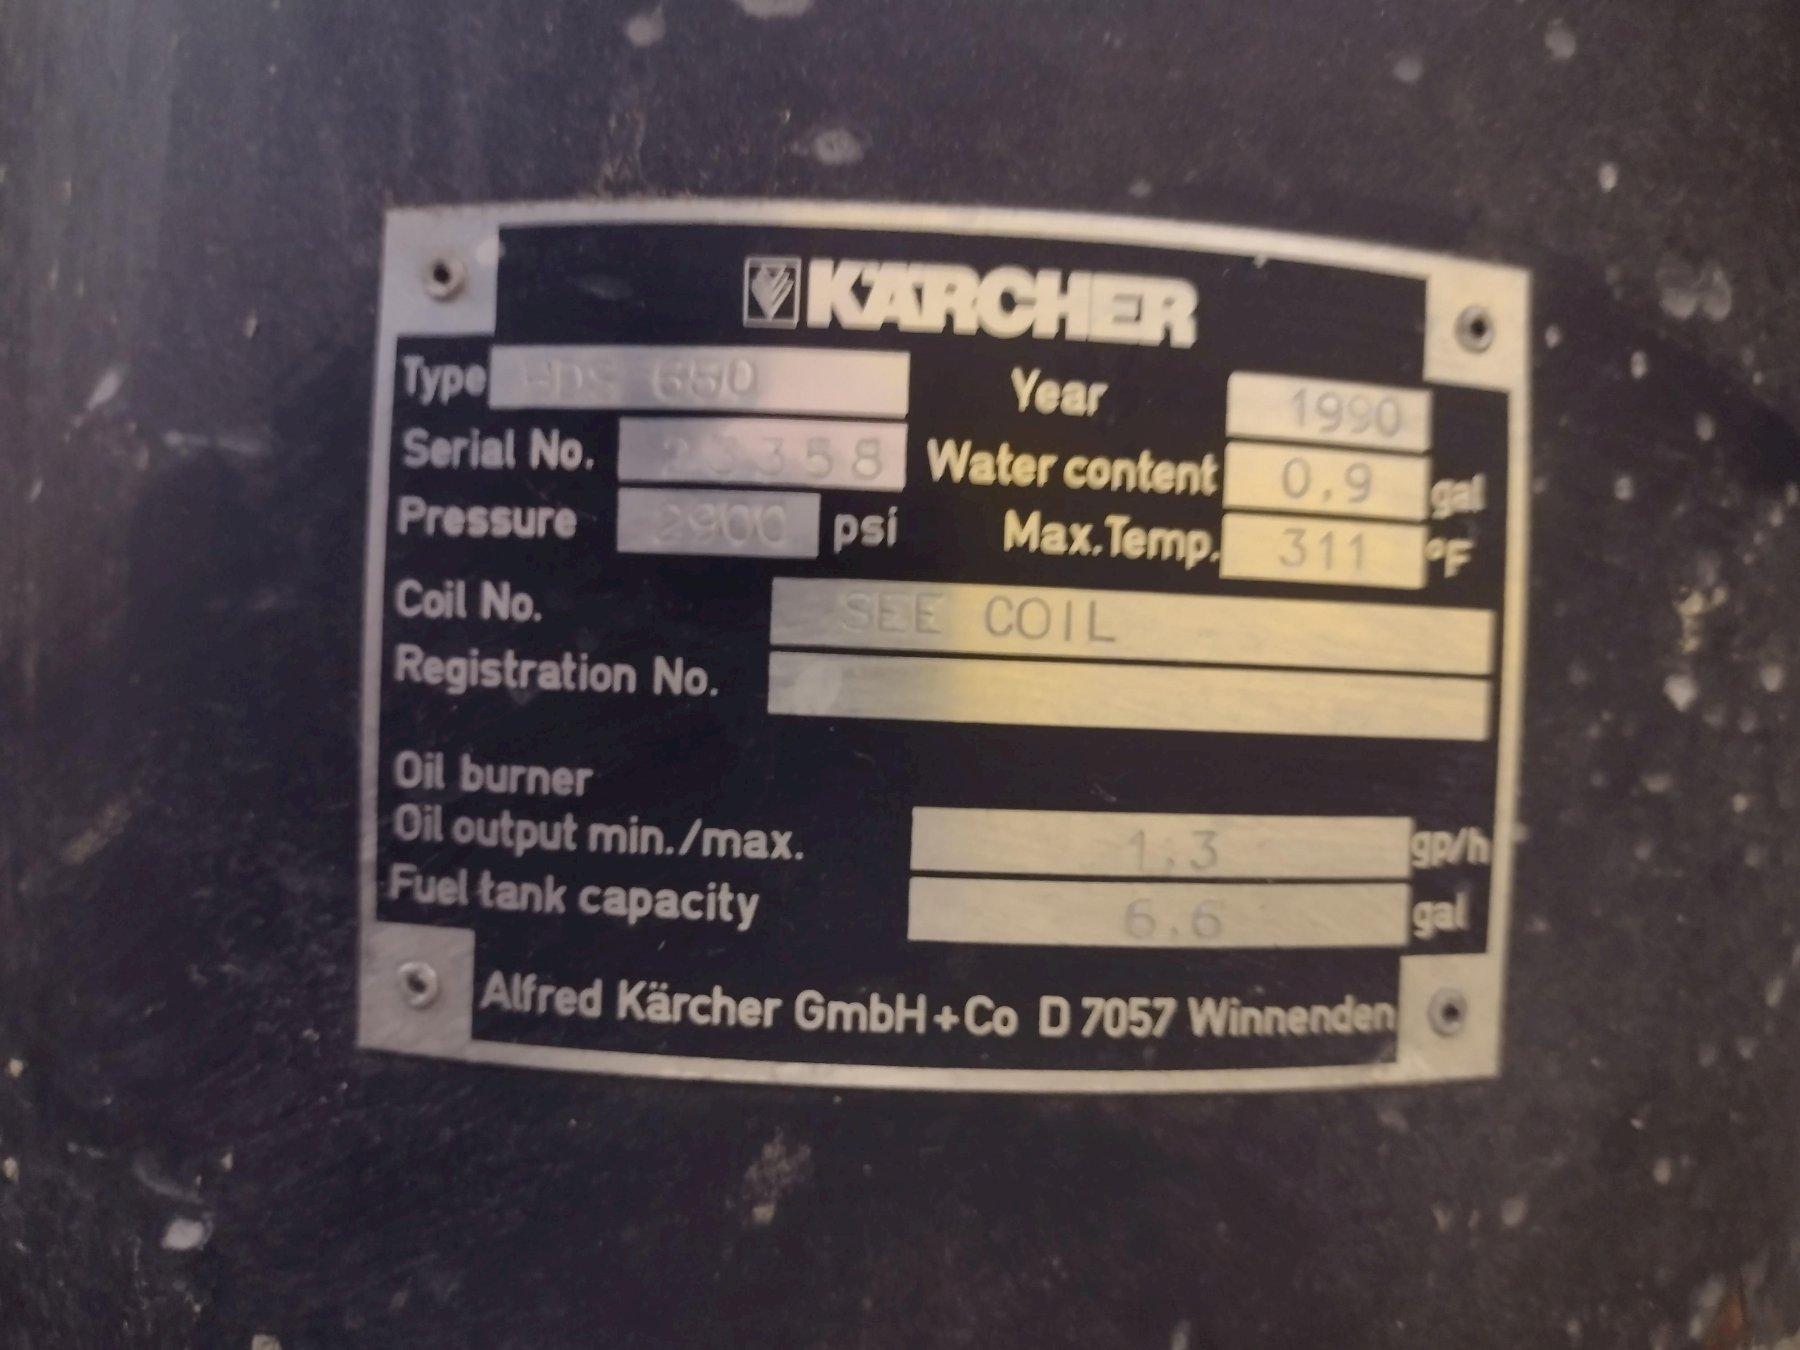 KÄRCHER
Type HDS 650 Year 1990
Serial No. 23358 Water content 0,9 gal
Pressure 2900 psi Max. Temp. 311 °F
Coil No. SEE COIL
Registration No.
Oil burner
Oil output min./max. 1,3 gp/h
Fuel tank capacity 6,6 gal
Alfred Kärcher GmbH+Co D 7057 Winnenden